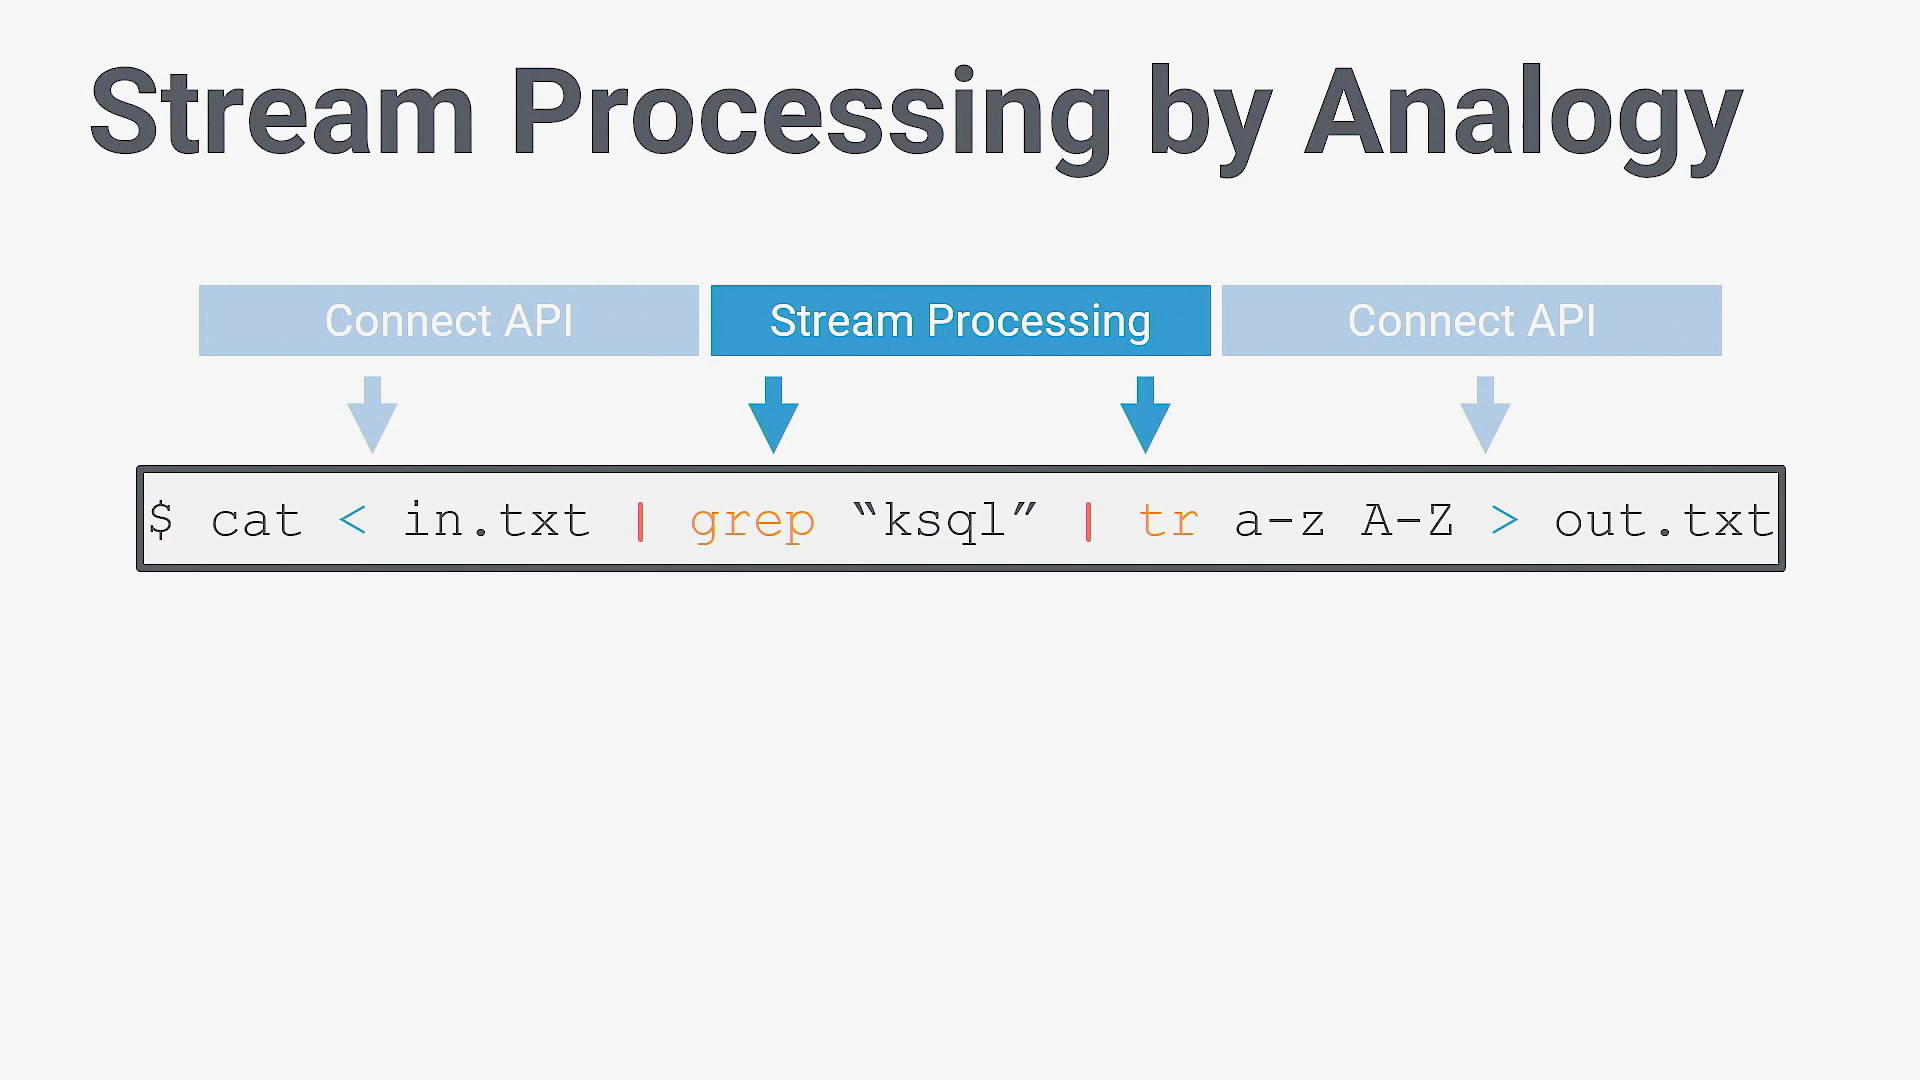 Stream Processing by Analogy
Connect API Stream Processing Connect API
$ cat < in.txt | grep “ksql” | tr a-z A-Z > out.txt